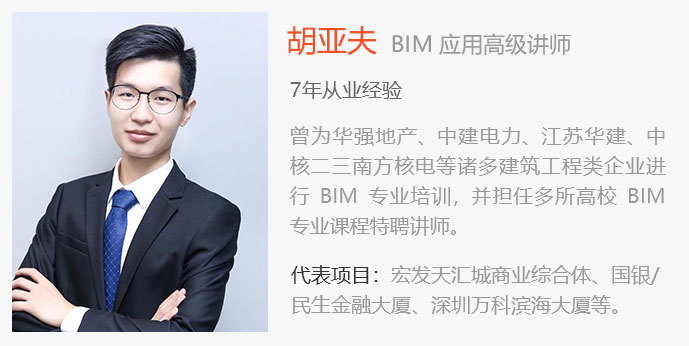 胡亚夫 BIM 应用高级讲师
7年从业经验
曾为华强地产、中建电力、江苏华建、中
核二三南方核电等诸多建筑工程类企业进
行 BIM 专业培训，并担任多所高校 BIM
专业课程特聘讲师。
代表项目：宏发天汇城商业综合体、国银/
民生金融大厦、深圳万科滨海大厦等。